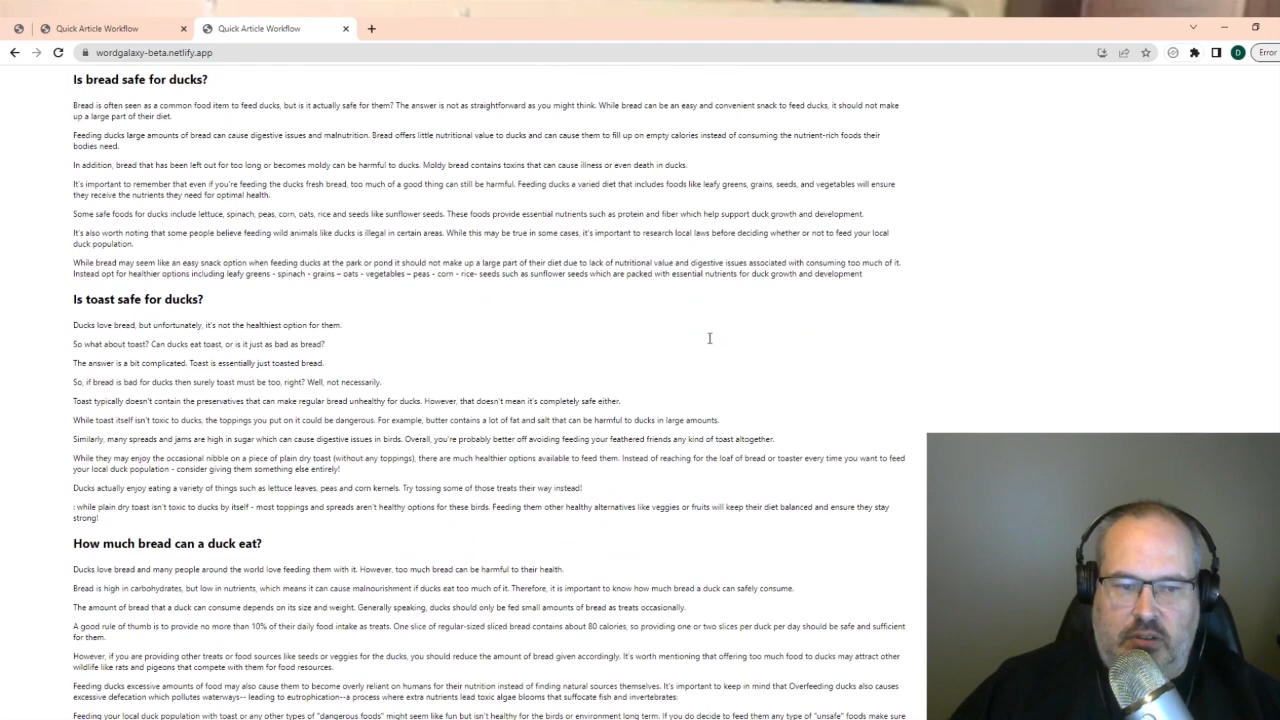 Quick Article Workflow
Quick Article Workflow
wordgalaxy-beta.netlify.app
D
Error
Is bread safe for ducks?
Bread is often seen as a common food item to feed ducks, but is it actually safe for them? The answer is not as straightforward as you might think. While bread can be an easy and convenient snack to feed ducks, it should not make
up a large part of their diet.
Feeding ducks large amounts of bread can cause digestive issues and malnutrition. Bread offers little nutritional value to ducks and can cause them to fill up on empty calories instead of consuming the nutrient-rich foods their
bodies need.
In addition, bread that has been left out for too long or becomes moldy can be harmful to ducks. Moldy bread contains toxins that can cause illness or even death in ducks.
It's important to remember that even if you're feeding the ducks fresh bread, too much of a good thing can still be harmful. Feeding ducks a varied diet that includes foods like leafy greens, grains, seeds, and vegetables will ensure
they receive the nutrients they need for optimal health.
Some safe foods for ducks include lettuce, spinach, peas, corn, oats, rice and seeds like sunflower seeds. These foods provide essential nutrients such as protein and fiber which help support duck growth and development.
It's also worth noting that some people believe feeding wild animals like ducks is illegal in certain areas. While this may be true in some cases, it's important to research local laws before deciding whether or not to feed your local
duck population.
While bread may seem like an easy snack option when feeding ducks at the park or pond it should not make up a large part of their diet due to lack of nutritional value and digestive issues associated with consuming too much of it.
Instead opt for healthier options including leafy greens - spinach - grains – oats - vegetables – peas - corn - rice- seeds such as sunflower seeds which are packed with essential nutrients for duck growth and development
Is toast safe for ducks?
Ducks love bread, but unfortunately, it's not the healthiest option for them.
So what about toast? Can ducks eat toast, or is it just as bad as bread?
The answer is a bit complicated. Toast is essentially just toasted bread.
So, if bread is bad for ducks then surely toast must be too, right? Well, not necessarily.
Toast typically doesn't contain the preservatives that can make regular bread unhealthy for ducks. However, that doesn't mean it's completely safe either.
While toast itself isn't toxic to ducks, the toppings you put on it could be dangerous. For example, butter contains a lot of fat and salt that can be harmful to ducks in large amounts.
Similarly, many spreads and jams are high in sugar which can cause digestive issues in birds. Overall, you're probably better off avoiding feeding your feathered friends any kind of toast altogether.
While they may enjoy the occasional nibble on a piece of plain dry toast (without any toppings), there are much healthier options available to feed them. Instead of reaching for the loaf of bread or toaster every time you want to feed
your local duck population - consider giving them something else entirely!
Ducks actually enjoy eating a variety of things such as lettuce leaves, peas and corn kernels. Try tossing some of those treats their way instead!
: while plain dry toast isn't toxic to ducks by itself - most toppings and spreads aren't healthy options for these birds. Feeding them other healthy alternatives like veggies or fruits will keep their diet balanced and ensure they stay
strong!
How much bread can a duck eat?
Ducks love bread and many people around the world love feeding them with it. However, too much bread can be harmful to their health.
Bread is high in carbohydrates, but low in nutrients, which means it can cause malnourishment if ducks eat too much of it. Therefore, it is important to know how much bread a duck can safely consume.
The amount of bread that a duck can consume depends on its size and weight. Generally speaking, ducks should only be fed small amounts of bread as treats occasionally.
A good rule of thumb is to provide no more than 10% of their daily food intake as treats. One slice of regular-sized sliced bread contains about 80 calories, so providing one or two slices per duck per day should be safe and sufficient
for them.
However, if you are providing other treats or food sources like seeds or veggies for the ducks, you should reduce the amount of bread given accordingly. It's worth mentioning that offering too much food to ducks may attract other
wildlife like rats and pigeons that compete with them for food resources.
Feeding ducks excessive amounts of food may also cause them to become overly reliant on humans for their nutrition instead of finding natural sources themselves. It's important to keep in mind that Overfeeding ducks also causes
excessive defecation which pollutes waterways-- leading to eutrophication--a process where extra nutrients lead toxic algae blooms that suffocate fish and invertebrates:
Feeding your local duck population with toast or any other types of "dangerous foods" might seem like fun but isn't healthy for the birds or environment long term. If you do decide to feed them any type of "unsafe" foods make sure